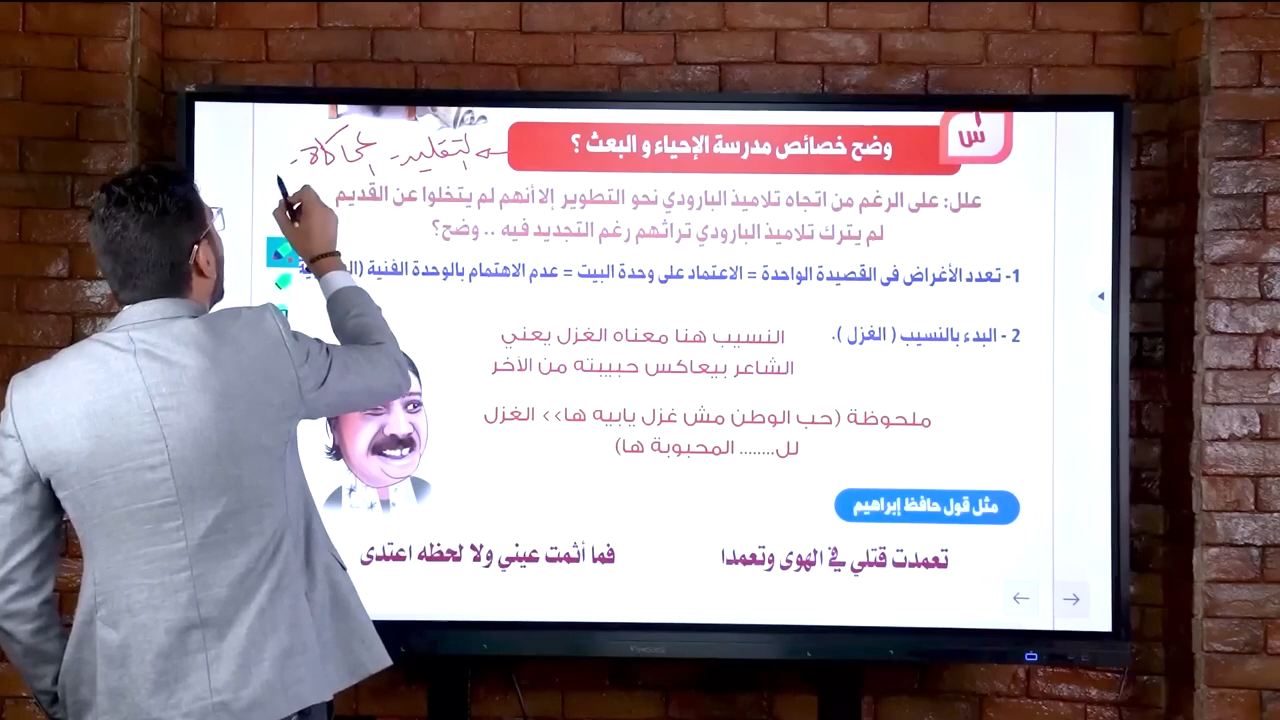 س
وضح خصائص مدرسة الإحياء و البعث ؟
التقليد - المحاكاة -
علل: على الرغم من اتجاه تلاميذ البارودي نحو التطوير إلا أنهم لم يتخلوا عن القديم
لم يترك تلاميذ البارودي تراثهم رغم التجديد فيه .. وضح؟
1- تعدد الأغراض فى القصيدة الواحدة = الاعتماد على وحدة البيت = عدم الاهتمام بالوحدة الفنية
2 - البدء بالنسيب ( الغزل ).
النسيب هنا معناه الغزل يعني
الشاعر بيعاكس حبيبته من الآخر
ملحوظة (حب الوطن مش غزل يابيه ها>> الغزل
لل........ المحبوبة ها)
مثل قول حافظ إبراهيم
تعمدت قتلي في الهوى وتعمدا فما أثمت عيني ولا لحظه اعتدى
ViewSonic